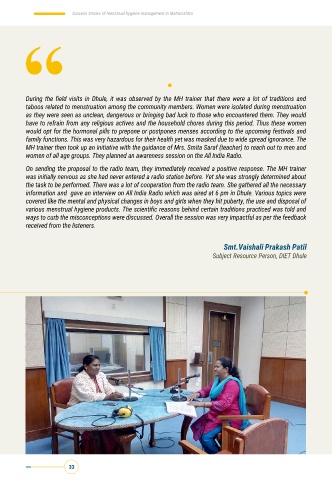 Success Stories of Menstrual Hygiene Management in Maharashtra
During the field visits in Dhule, it was observed by the MH trainer that there were a lot of traditions and
taboos related to menstruation among the community members. Women were isolated during menstruation
as they were seen as unclean, dangerous or bringing bad luck to those who encountered them. They would
have to refrain from any religious actives and the household chores during this period. Thus these women
would opt for the hormonal pills to prepone or postpones menses according to the upcoming festivals and
family functions. This was very hazardous for their health yet was masked due to wide spread ignorance. The
MH trainer then took up an initiative with the guidance of Mrs. Smita Saraf (teacher) to reach out to men and
women of all age groups. They planned an awareness session on the All India Radio.
On sending the proposal to the radio team, they immediately received a positive response. The MH trainer
was initially nervous as she had never entered a radio station before. Yet she was strongly determined about
the task to be performed. There was a lot of cooperation from the radio team. She gathered all the necessary
information and gave an interview on All India Radio which was aired at 6 pm in Dhule. Various topics were
covered like the mental and physical changes in boys and girls when they hit puberty, the use and disposal of
various menstrual hygiene products. The scientific reasons behind certain traditions practiced was told and
ways to curb the misconceptions were discussed. Overall the session was very impactful as per the feedback
received from the listeners.
Smt. Vaishali Prakash Patil
Subject Resource Person, DIET Dhule
33